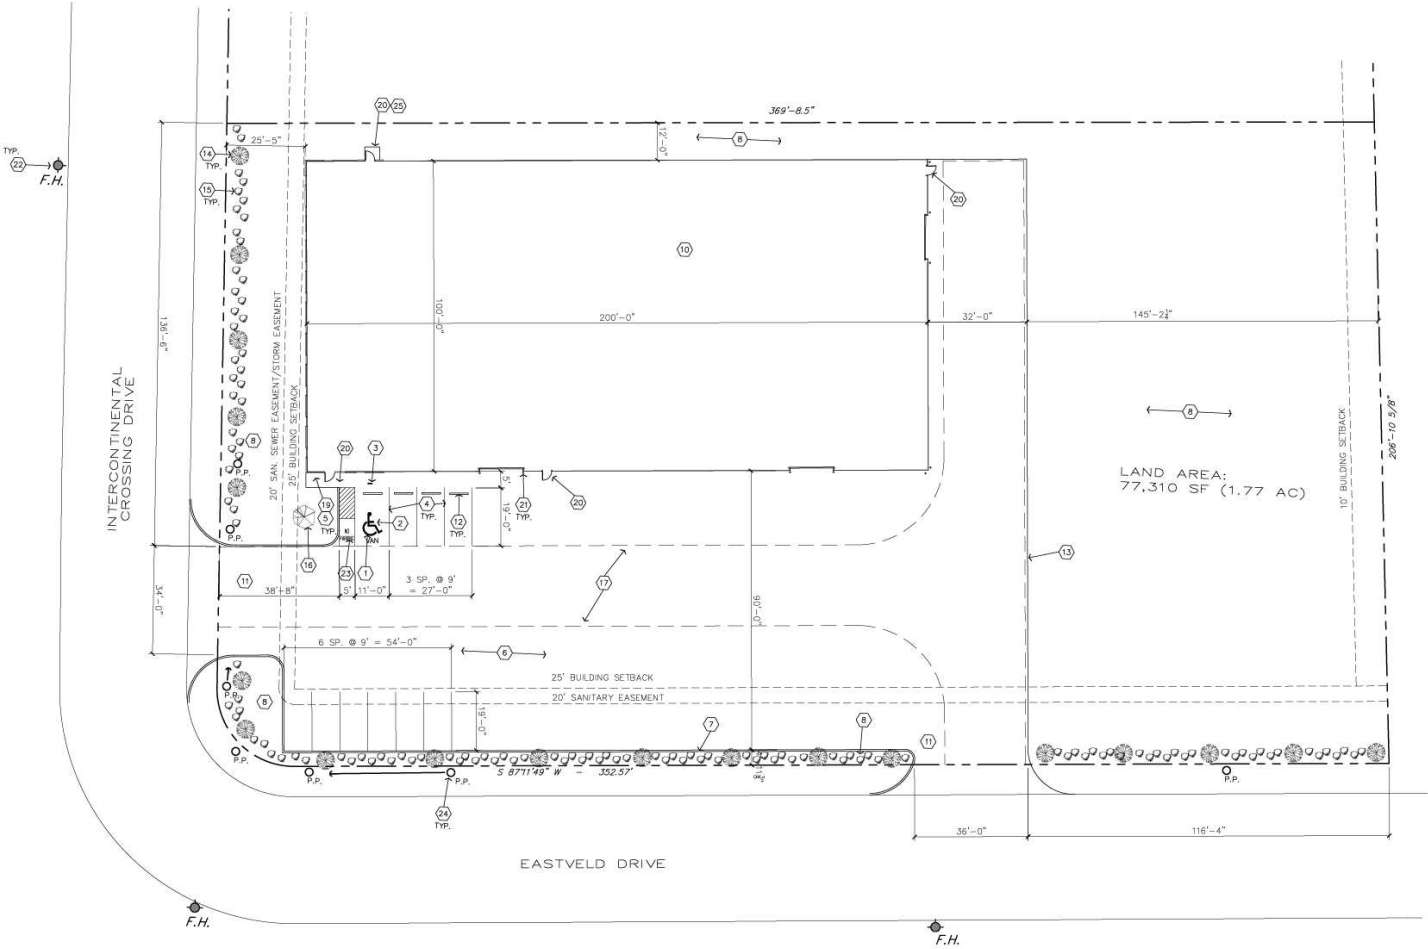 369'-8.5"
20 25
8
12'-0"
25'-5"
14
TYP.
TYP.
22
F.H.
15
TYP.
20
10
136'-6"
100'-0"
200'-0"
32'-0"
20' SAN. SEWER EASEMENT/STORM EASEMENT
25' BUILDING SETBACK
INTERCONTINENTAL
CROSSING DRIVE
8
206'-10 5/8"
10' BUILDING SETBACK
LAND AREA:
77,310 SF (1.77 AC)
8
P.P.
20
3
5'
19
5
TYP.
2
4
TYP.
12
TYP.
19'-0"
21
TYP.
20
P.P.
VAN
16
23
1
13
11
38'-8"
5'
11'-0"
3 SP. @ 9'
= 27'-0"
17
34'-0"
90'-0"
6 SP. @ 9' = 54'-0"
6
25' BUILDING SETBACK
20' SANITARY EASEMENT
P.P.
8
19'-0"
7
8
11
P.P.
P.P.
P.P.
S 87°11'49" W - 352.57'
P.P.
24
TYP.
36'-0"
116'-4"
EASTVELD DRIVE
F.H.
F.H.